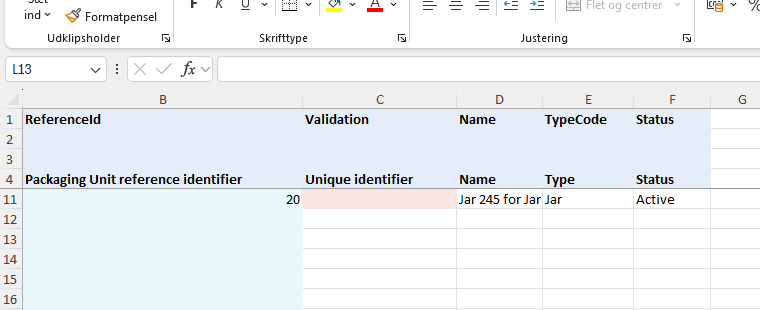 Sæt
ind
Formatpensel
F K U A
Flet og centrer %
Udklipsholder Skrifttype Justering
L13 fx
B C D E F G
1 ReferenceId Validation Name TypeCode Status
2
3
4 Packaging Unit reference identifier Unique identifier Name Type Status
11 20 Jar 245 for Jar Jar Active
12
13
14
15
16